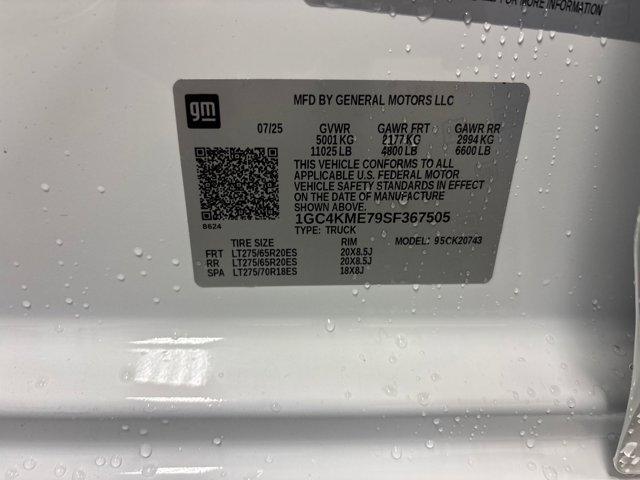 FOR MORE INFORMATION
gm
MFD BY GENERAL MOTORS LLC
07/25 GVWR GAWR FRT GAWR RR
5001 KG 2177 KG 2994 KG
11025 LB 4800 LB 6600 LB
THIS VEHICLE CONFORMS TO ALL
APPLICABLE U.S. FEDERAL MOTOR
VEHICLE SAFETY STANDARDS IN EFFECT
ON THE DATE OF MANUFACTURE
SHOWN ABOVE.
1GC4KME79SF367505
8624
TYPE: TRUCK
TIRE SIZE RIM MODEL: 95CK20743
FRT LT275/65R20ES 20X8.5J
RR LT275/65R20ES 20X8.5J
SPA LT275/70R18ES 18X8J